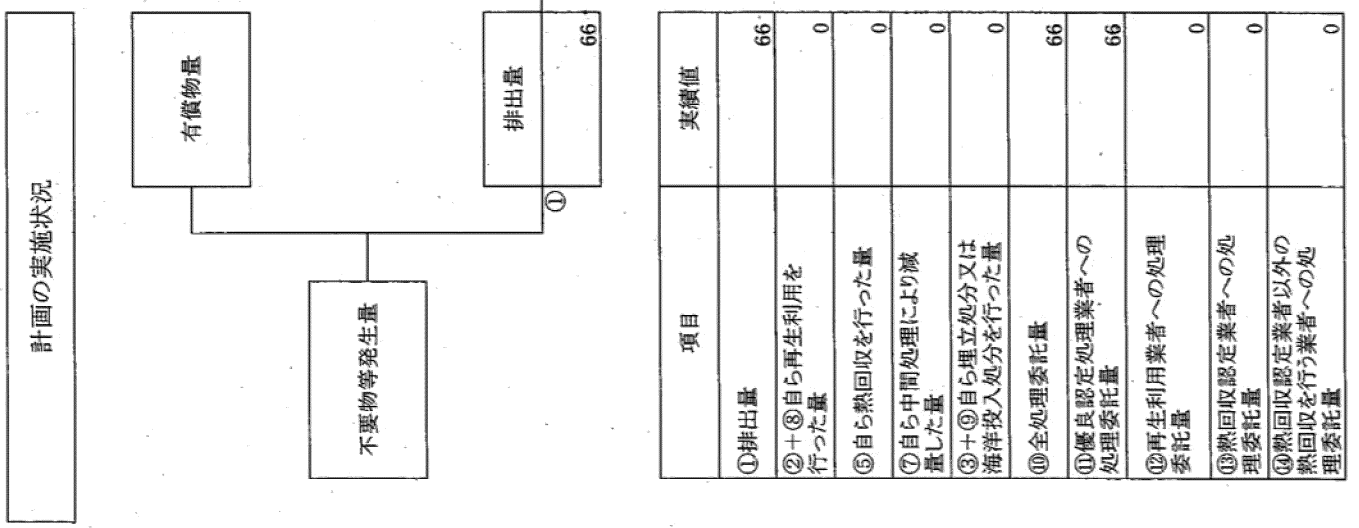 計画の実施状況
有償物量
不要物等発生量
排出量
①
66
項目
実績値
①排出量
66
②+⑧自ら再生利用を
行った量
0
⑤自ら熱回収を行った量
0
⑦自ら中間処理により減
量した量
0
③+⑨自ら埋立処分又は
海洋投入処分を行った量
0
⑩全処理委託量
66
⑪優良認定処理業者への
処理委託量
66
⑫再生利用業者への処理
委託量
0
⑬熱回収認定業者への処
理委託量
0
⑭熱回収認定業者以外の
熱回収を行う業者への処
理委託量
0